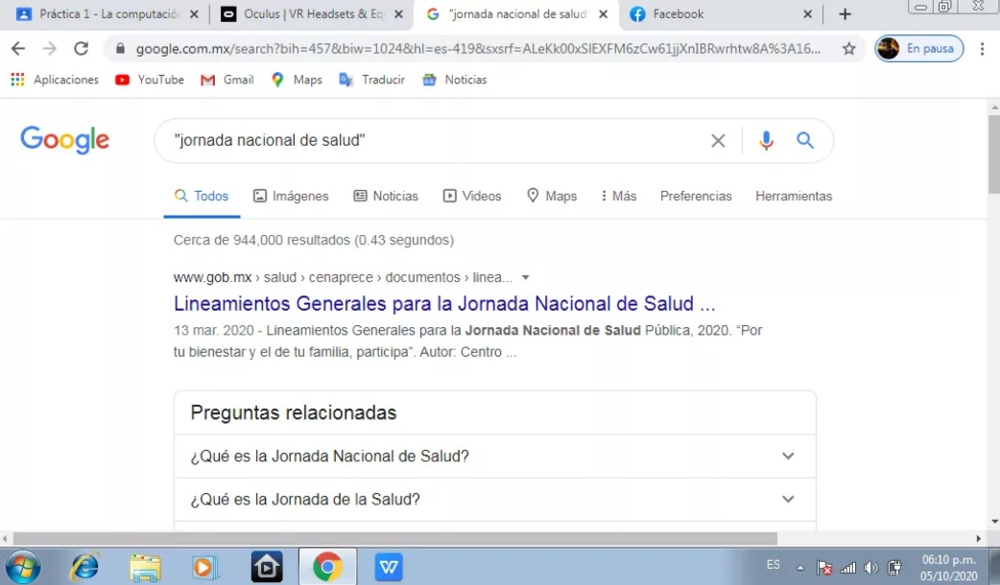 Práctica 1 - La computación
Oculus | VR Headsets & Eq
"jornada nacional de salud"
Facebook
google.com.mx/search?bih=457&biw=1024&hl=es-419&sxsrf=ALeKk00xSlEXFM6zCw61jjXnIBRwrhtw8A%3A16...
En pausa
Aplicaciones
YouTube
Gmail
Maps
Traducir
Noticias
Google
"jornada nacional de salud"
Todos
Imágenes
Noticias
Videos
Maps
Más
Preferencias
Herramientas
Cerca de 944,000 resultados (0.43 segundos)
www.gob.mx › salud › cenaprece › documentos › linea...
Lineamientos Generales para la Jornada Nacional de Salud ...
13 mar. 2020 - Lineamientos Generales para la Jornada Nacional de Salud Pública, 2020. “Por
tu bienestar y el de tu familia, participa”. Autor: Centro ...
Preguntas relacionadas
¿Qué es la Jornada Nacional de Salud?
¿Qué es la Jornada de la Salud?
ES
06:10 p.m.
05/10/2020